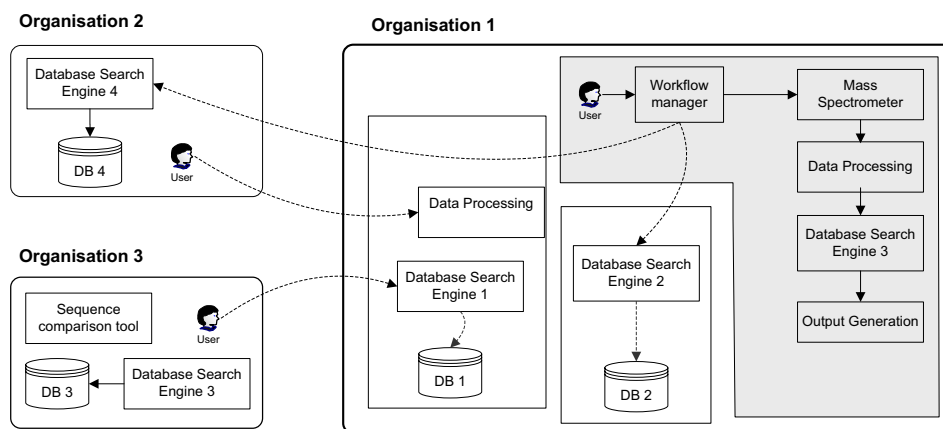 Organisation 2
Database Search
Engine 4
DB 4
User
Organisation 3
Sequence
comparison tool
User
DB 3
Database Search
Engine 3
Organisation 1
User
Workflow
manager
Mass
Spectrometer
Data Processing
Database Search
Engine 3
Output Generation
Data Processing
Database Search
Engine 1
DB 1
Database Search
Engine 2
DB 2